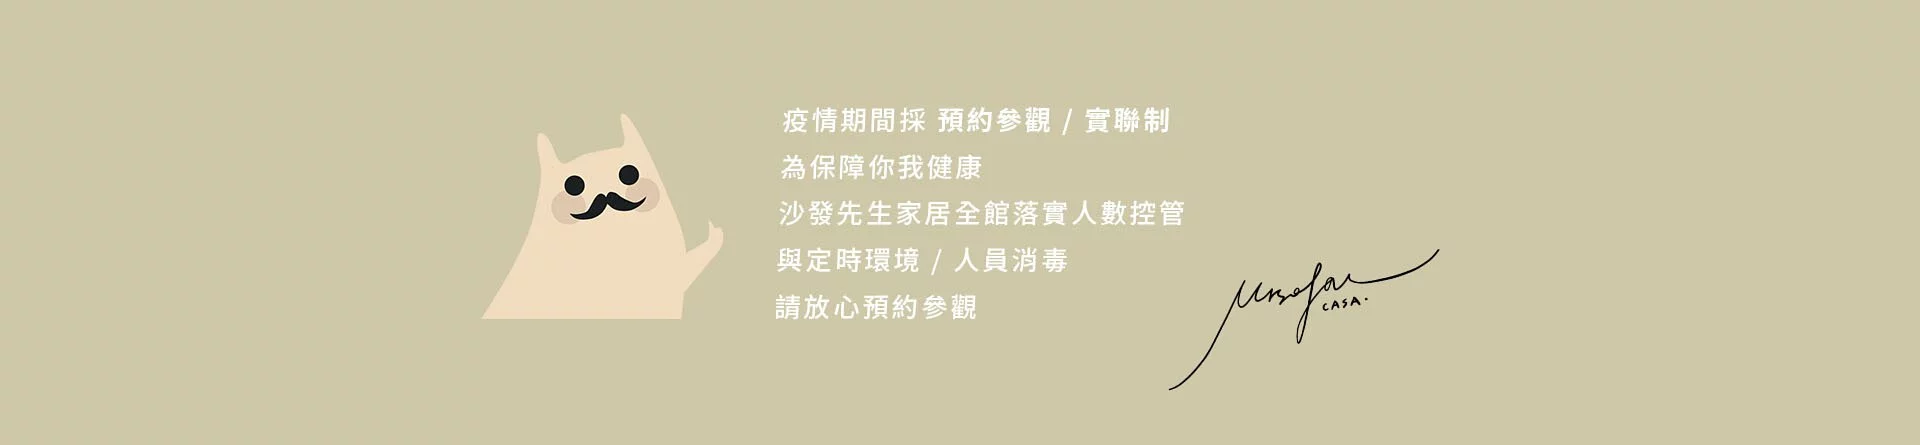 疫情期間採 預約參觀 / 實聯制
為保障你我健康
沙發先生家居全館落實人數控管
與定時環境 / 人員消毒
請放心預約參觀
Mrsofa
CASA.